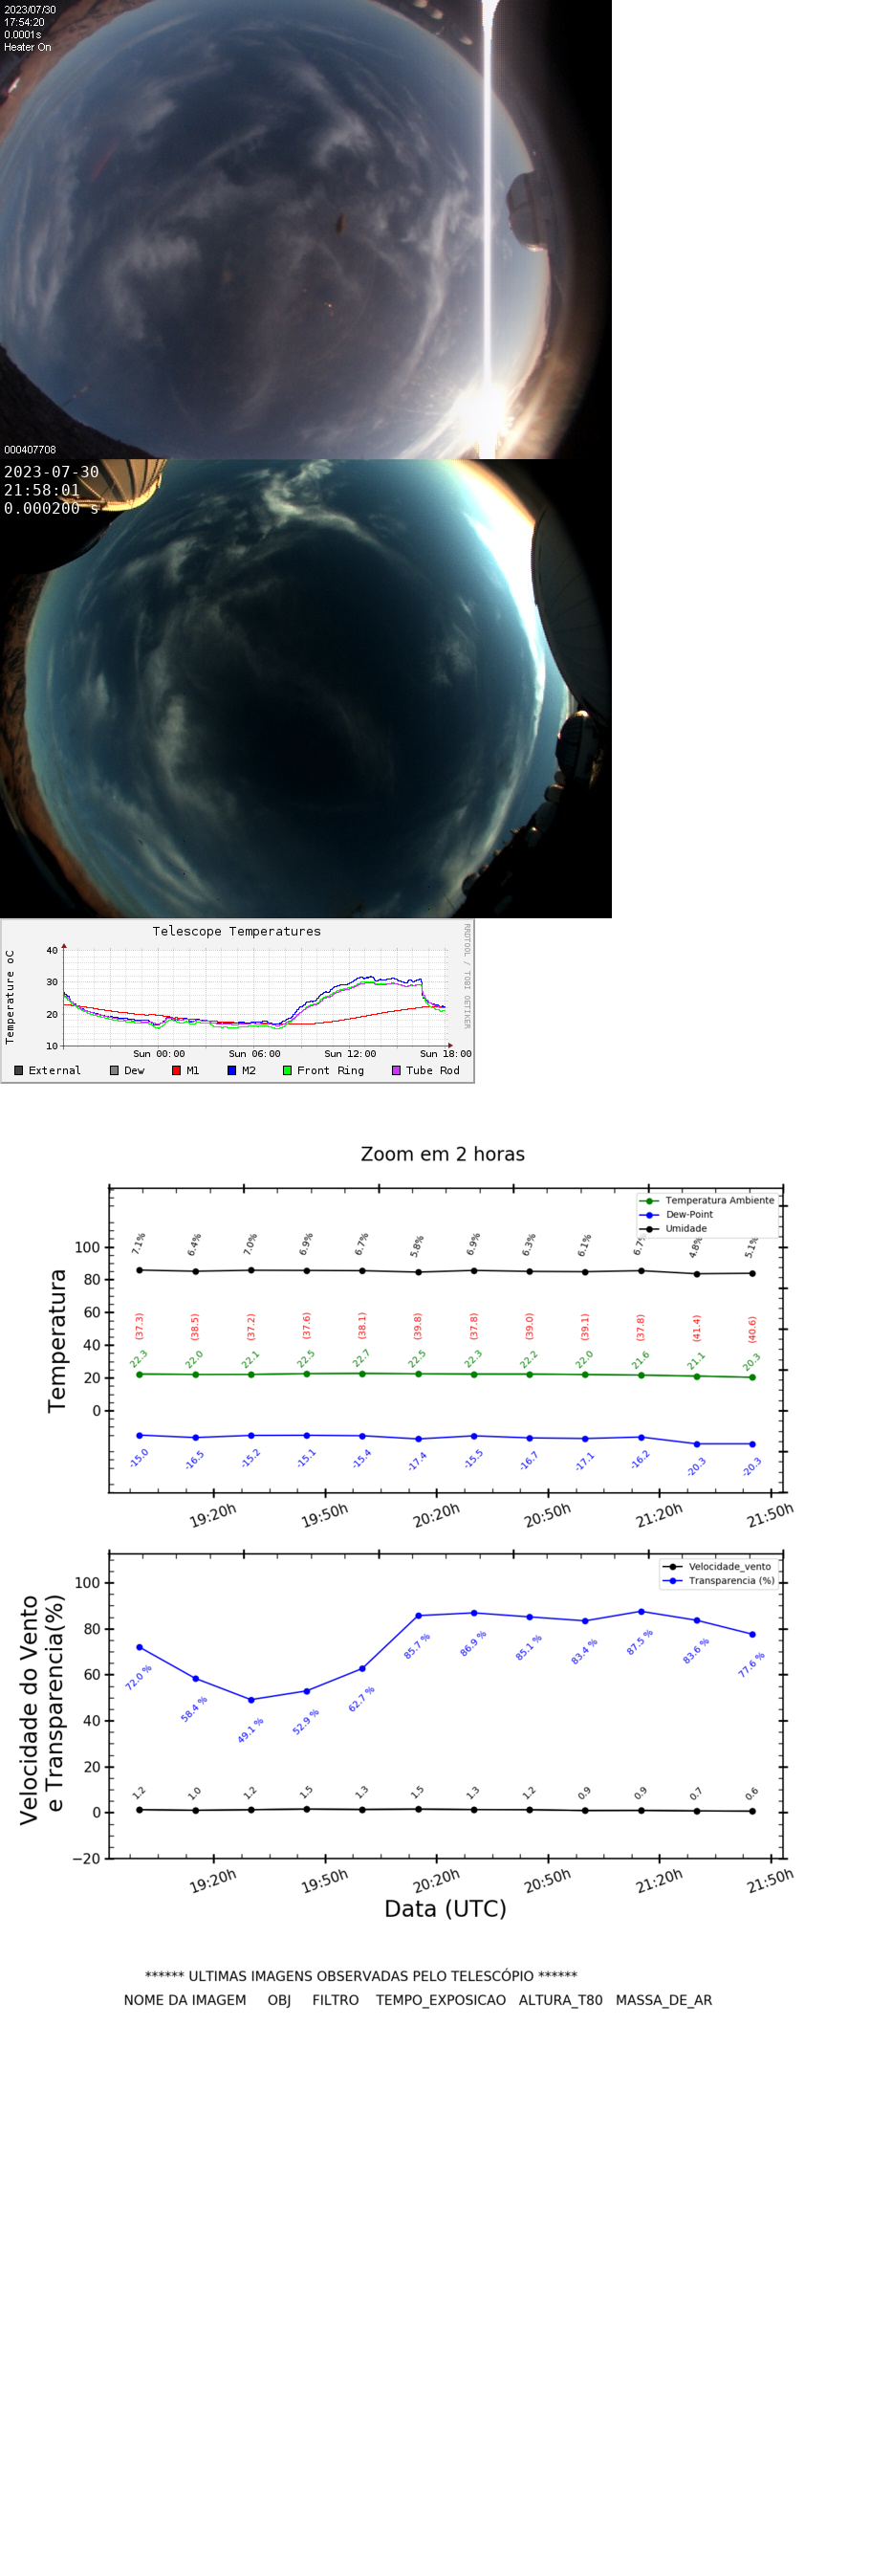 2023/07/30
17:54:20
0.0001s
Heater On
000407708
2023-07-30
21:58:01
0.000200 s
Telescope Temperatures
Temperature oC
RRDTOOL / TOBI OETIKER
40
30
20
10
Sun 00:00 Sun 06:00 Sun 12:00 Sun 18:00
External Dew M1 M2 Front Ring Tube Rod
Zoom em 2 horas
Temperatura
Temperatura Ambiente
Dew-Point
Umidade
100
80
60
40
20
0
7.1% 6.4% 7.0% 6.9% 6.7% 5.8% 6.9% 6.3% 6.1% 6.7% 4.8% 5.1%
(37.3) (38.5) (37.2) (37.6) (38.1) (39.8) (37.8) (39.0) (39.1) (37.8) (41.4) (40.6)
22.3 22.0 22.1 22.5 22.7 22.5 22.3 22.2 22.0 21.6 21.1 20.3
-15.0 -16.5 -15.2 -15.1 -15.4 -17.4 -15.5 -16.7 -17.1 -16.2 -20.3 -20.3
19:20h 19:50h 20:20h 20:50h 21:20h 21:50h
Velocidade do Vento
e Transparencia(%)
Velocidade_vento
Transparencia (%)
100
80
60
40
20
0
−20
72.0 % 58.4 % 49.1 % 52.9 % 62.7 % 85.7 % 86.9 % 85.1 % 83.4 % 87.5 % 83.6 % 77.6 %
1.2 1.0 1.2 1.5 1.3 1.5 1.3 1.2 0.9 0.9 0.7 0.6
19:20h 19:50h 20:20h 20:50h 21:20h 21:50h
Data (UTC)
****** ULTIMAS IMAGENS OBSERVADAS PELO TELESCÓPIO ******
NOME DA IMAGEM OBJ FILTRO TEMPO_EXPOSICAO ALTURA_T80 MASSA_DE_AR